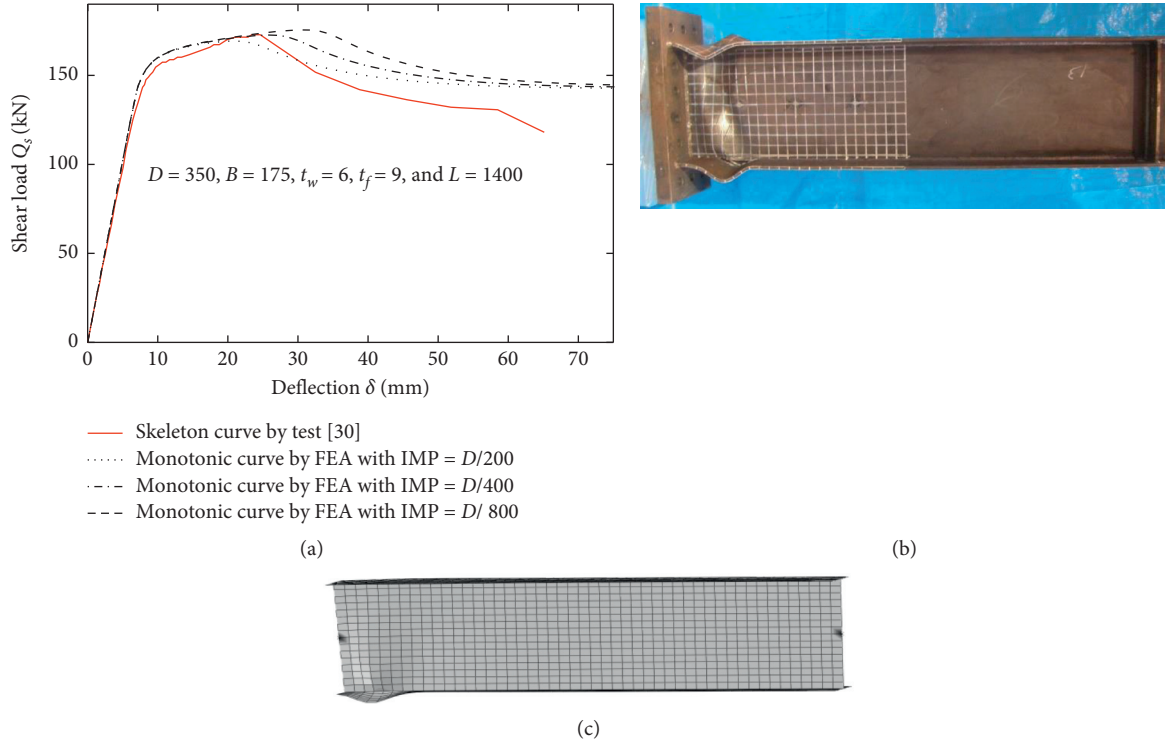 150
100
50
0
0 10 20 30 40 50 60 70
Shear load Qs (kN)
D = 350, B = 175, tw = 6, tf = 9, and L = 1400
Deflection δ (mm)
Skeleton curve by test [30]
Monotonic curve by FEA with IMP = D/200
Monotonic curve by FEA with IMP = D/400
Monotonic curve by FEA with IMP = D/ 800
(a)
(b)
(c)